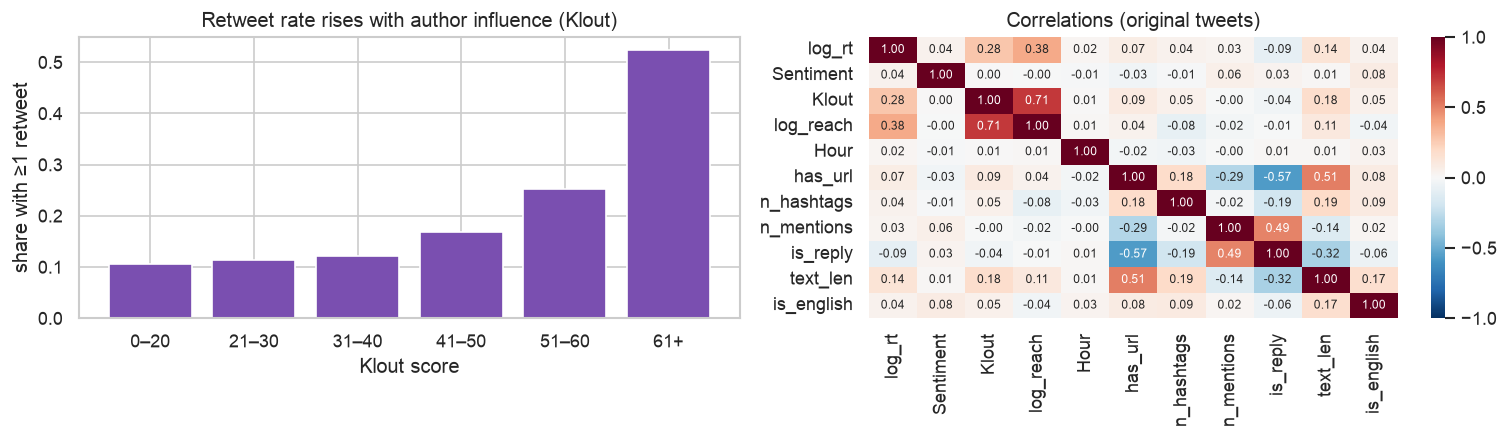 Retweet rate rises with author influence (Klout)
share with ≥1 retweet
0.5
0.4
0.3
0.2
0.1
0.0
0–20 21–30 31–40 41–50 51–60 61+
Klout score
Correlations (original tweets)
log_rt 1.00 0.04 0.28 0.38 0.02 0.07 0.04 0.03 -0.09 0.14 0.04
Sentiment 0.04 1.00 0.00 -0.00 -0.01 -0.03 -0.01 0.06 0.03 0.01 0.08
Klout 0.28 0.00 1.00 0.71 0.01 0.09 0.05 -0.00 -0.04 0.18 0.05
log_reach 0.38 -0.00 0.71 1.00 0.01 0.04 -0.08 -0.02 -0.01 0.11 -0.04
Hour 0.02 -0.01 0.01 0.01 1.00 -0.02 -0.03 -0.00 0.01 0.01 0.03
has_url 0.07 -0.03 0.09 0.04 -0.02 1.00 0.18 -0.29 -0.57 0.51 0.08
n_hashtags 0.04 -0.01 0.05 -0.08 -0.03 0.18 1.00 -0.02 -0.19 0.19 0.09
n_mentions 0.03 0.06 -0.00 -0.02 -0.00 -0.29 -0.02 1.00 0.49 -0.14 0.02
is_reply -0.09 0.03 -0.04 -0.01 0.01 -0.57 -0.19 0.49 1.00 -0.32 -0.06
text_len 0.14 0.01 0.18 0.11 0.01 0.51 0.19 -0.14 -0.32 1.00 0.17
is_english 0.04 0.08 0.05 -0.04 0.03 0.08 0.09 0.02 -0.06 0.17 1.00
log_rt Sentiment Klout log_reach Hour has_url n_hashtags n_mentions is_reply text_len is_english
1.0
0.5
0.0
−0.5
−1.0